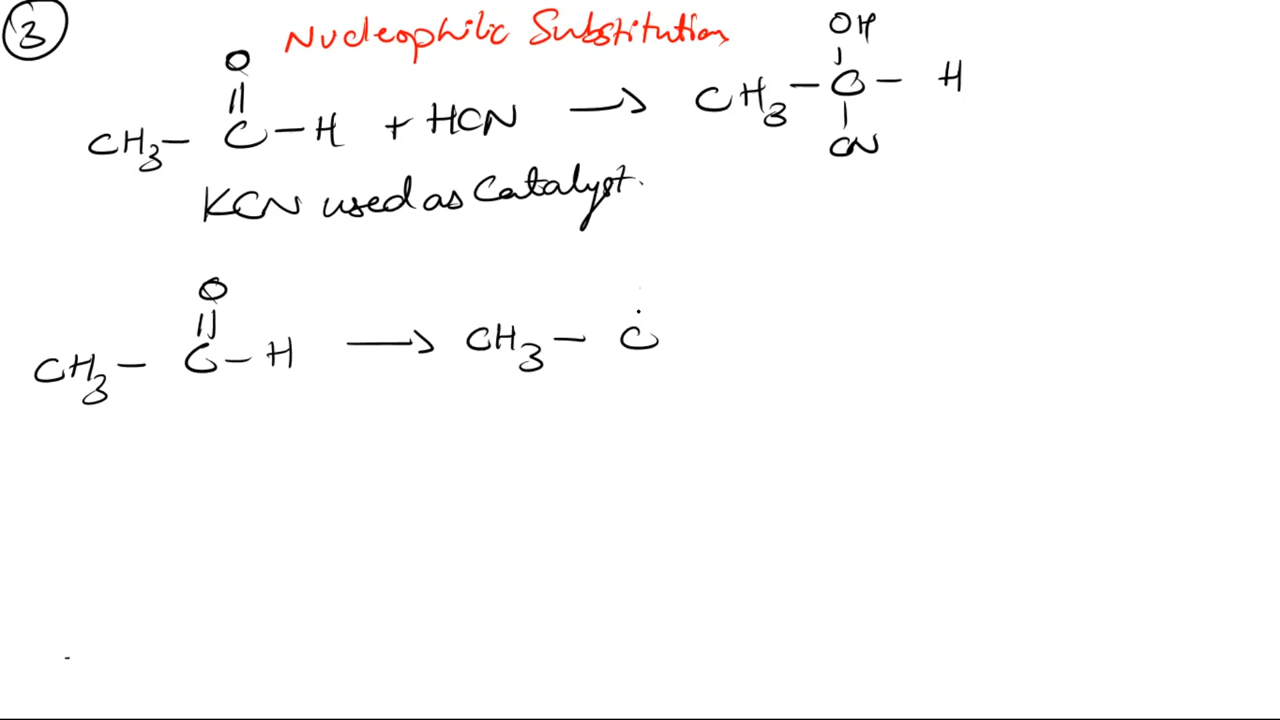 3
Nucleophilic Substitution
O OH
|| |
CH3 - C - H + HCN → CH3 - C - H
|
CN
KCN used as Catalyst.
O
||
CH3 - C - H → CH3 - C